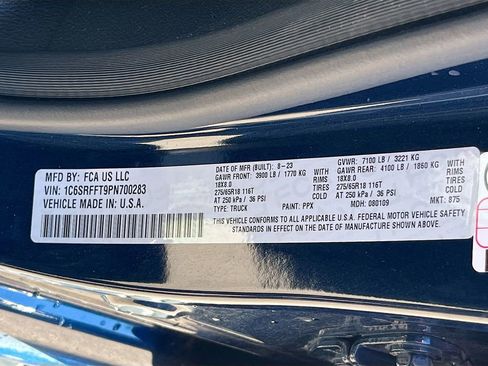 MFD BY: FCA US LLC
VIN: 1C6SRFFT9PN700283
VEHICLE MADE IN: U.S.A.
DATE OF MFR (BUILT): 8-23
GVWR: 7100 LB / 3221 KG
GAWR FRONT: 3900 LB / 1770 KG
GAWR REAR: 4100 LB / 1860 KG
WITH TIRES
WITH TIRES
18X8.0
18X8.0
RIMS
RIMS
275/65R18 116T
275/65R18 116T
AT 250 kPa / 36 PSI
AT 250 kPa / 36 PSI
TYPE: TRUCK
PAINT: PPX
MDH: 080109
MKT: 875
THIS VEHICLE CONFORMS TO ALL APPLICABLE U.S.A. FEDERAL MOTOR VEHICLE SAFETY
STANDARDS IN EFFECT ON THE DATE OF MANUFACTURE SHOWN ABOVE.